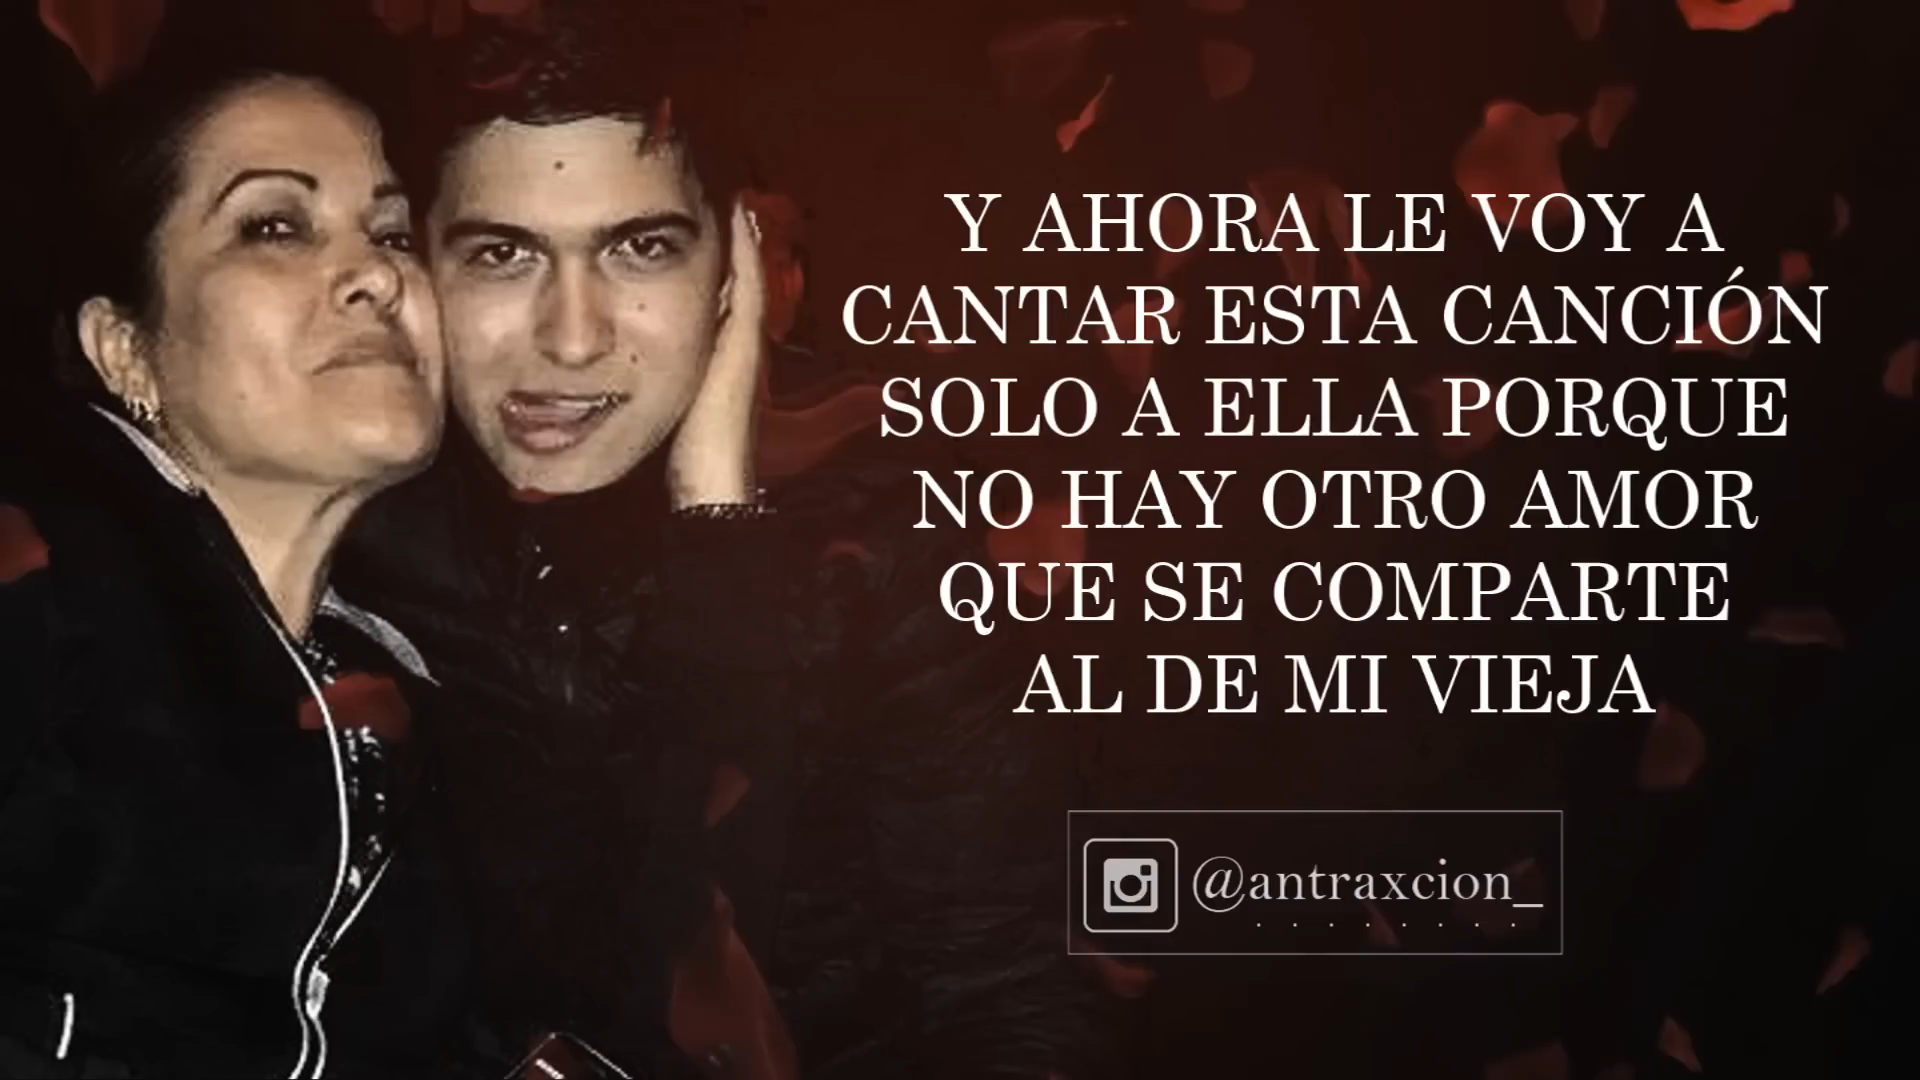 Y AHORA LE VOY A
CANTAR ESTA CANCIÓN
SOLO A ELLA PORQUE
NO HAY OTRO AMOR
QUE SE COMPARTE
AL DE MI VIEJA
@antraxcion_